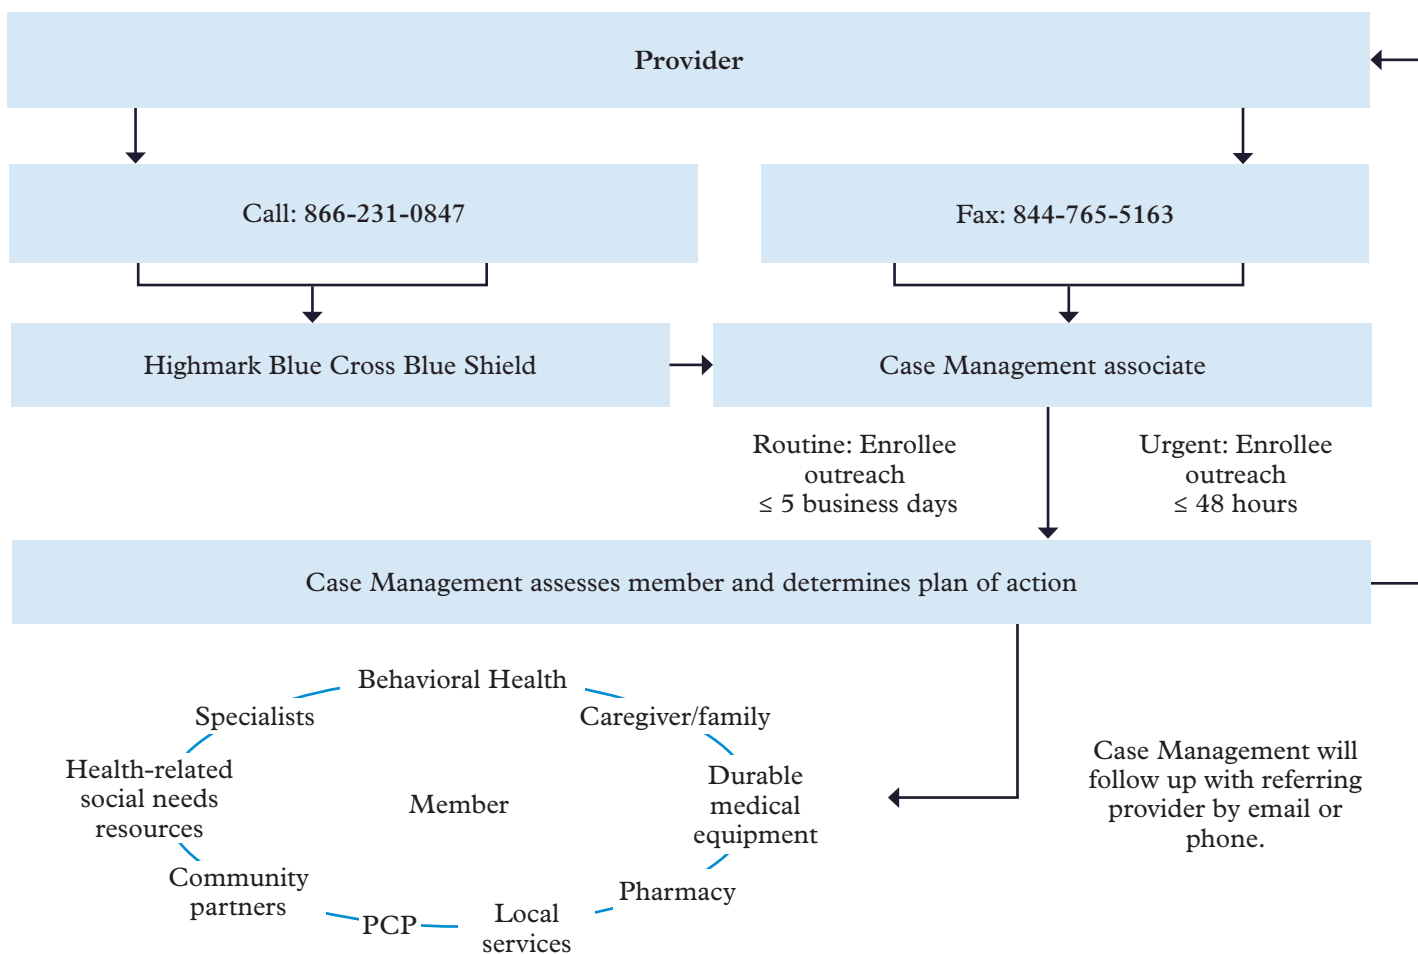 Provider
Call: 866-231-0847
Fax: 844-765-5163
Highmark Blue Cross Blue Shield
Case Management associate
Routine: Enrollee
outreach
≤ 5 business days
Urgent: Enrollee
outreach
≤ 48 hours
Case Management assesses member and determines plan of action
Behavioral Health
Specialists
Caregiver/family
Health-related
social needs
resources
Member
Durable
medical
equipment
Community
partners
PCP
Local
services
Pharmacy
Case Management will
follow up with referring
provider by email or
phone.